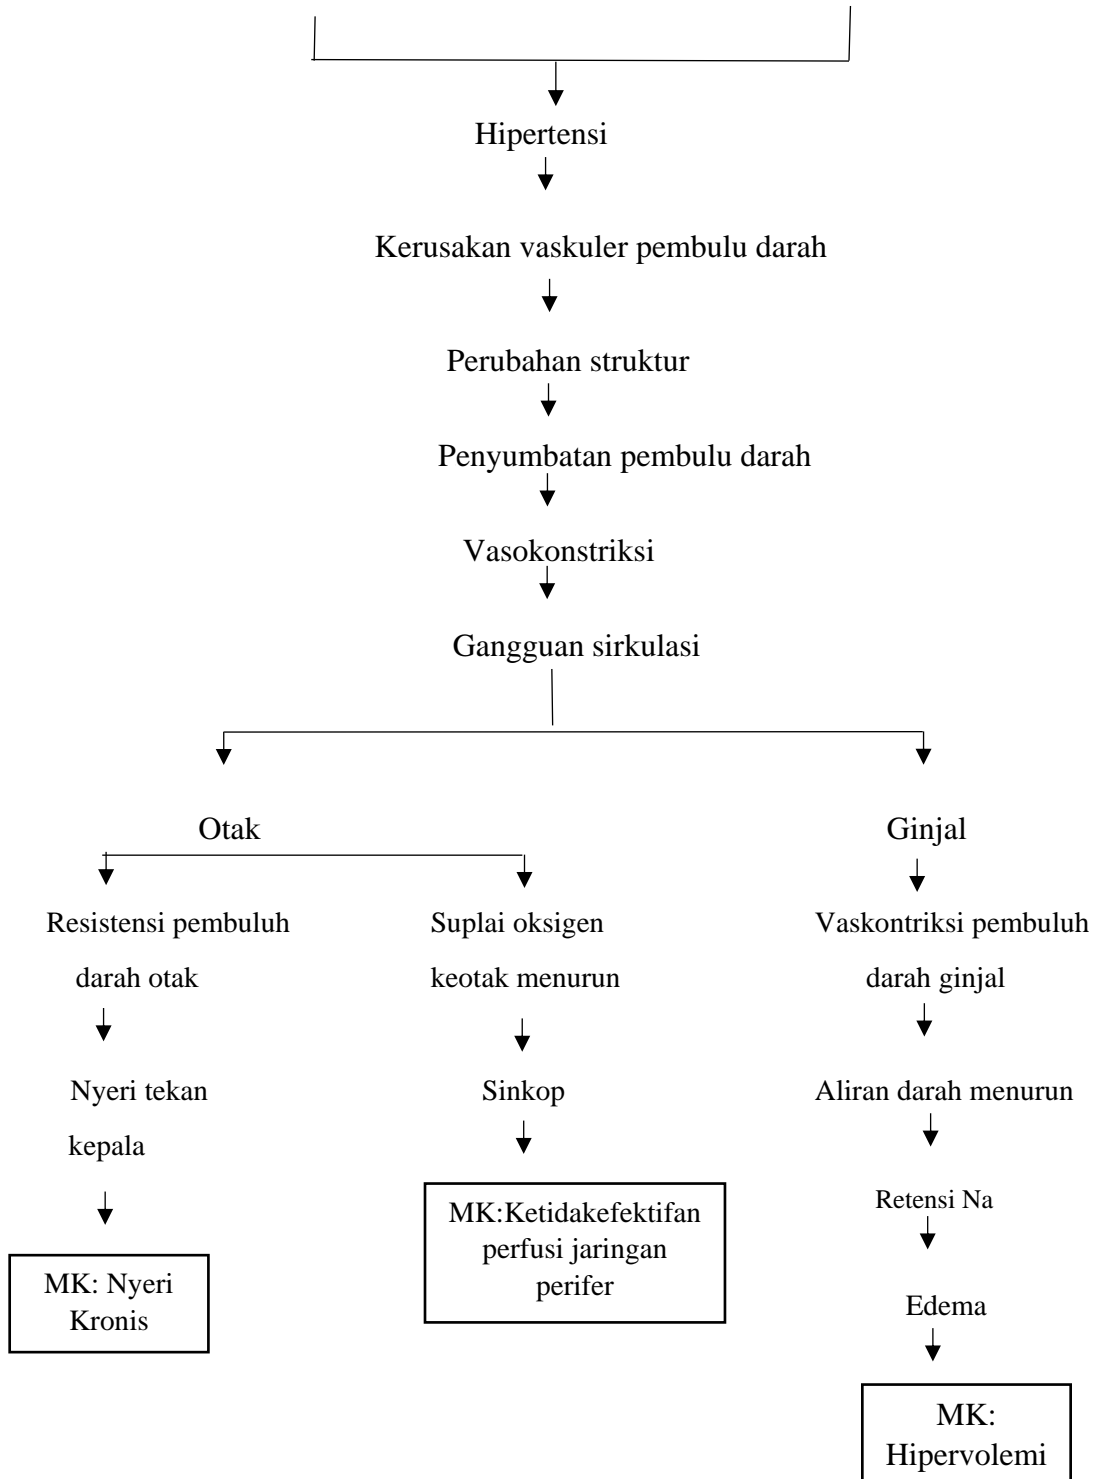 Hipertensi
Kerusakan vaskuler pembulu darah
Perubahan struktur
Penyumbatan pembulu darah
Vasokonstriksi
Gangguan sirkulasi
Otak
Ginjal
Resistensi pembuluh
darah otak
Suplai oksigen
keotak menurun
Vaskontriksi pembuluh
darah ginjal
Nyeri tekan
kepala
Sinkop
Aliran darah menurun
MK: Nyeri
Kronis
MK:Ketidakefektifan
perfusi jaringan
perifer
Retensi Na
Edema
MK:
Hipervolemi